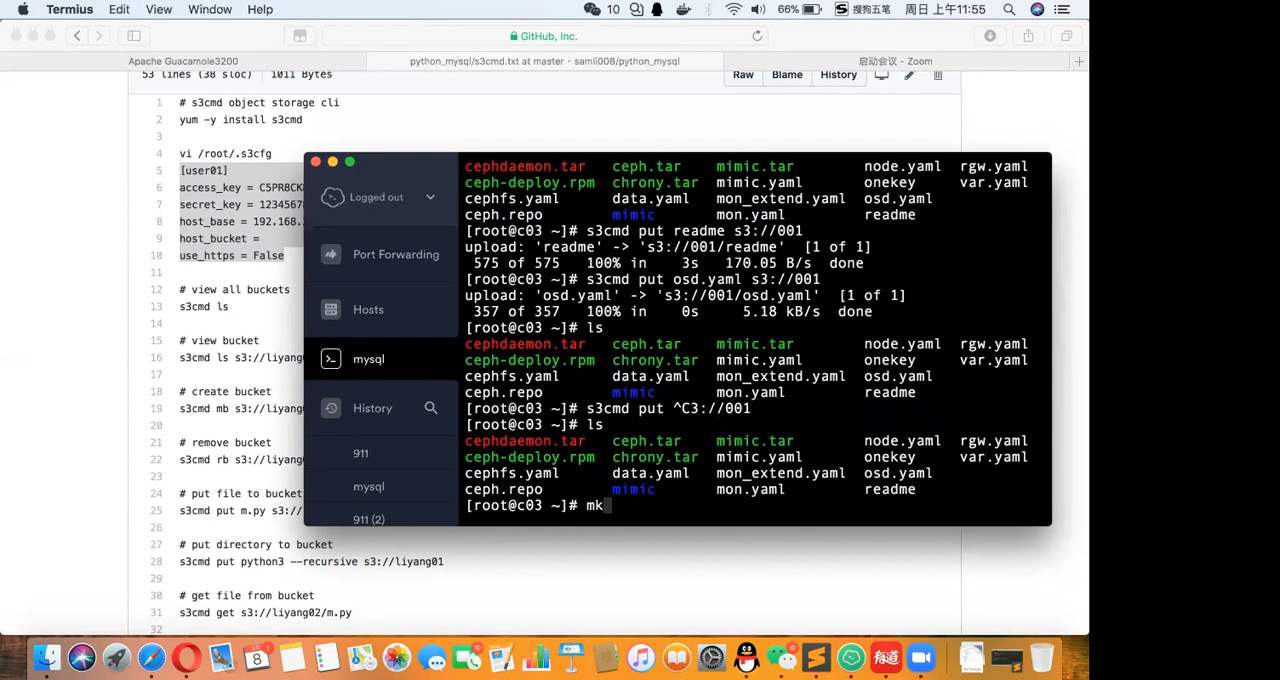 Termius Edit View Window Help 10 66% 搜狗五笔 周日 上午11:55
GitHub, Inc.
Apache Guacamole3200 python_mysql/s3cmd.txt at master · samli008/python_mysql 启动会议 - Zoom
53 lines (38 sloc) 1011 Bytes Raw Blame History
1 # s3cmd object storage cli
2 yum -y install s3cmd
3
4 vi /root/.s3cfg
5 [user01]
6 access_key = C5PR8CK
7 secret_key = 1234567
8 host_base = 192.168.
9 host_bucket =
10 use_https = False
11
12 # view all buckets
13 s3cmd ls
14
15 # view bucket
16 s3cmd ls s3://liyang
17
18 # create bucket
19 s3cmd mb s3://liyang
20
21 # remove bucket
22 s3cmd rb s3://liyang
23
24 # put file to bucket
25 s3cmd put m.py s3://
26
27 # put directory to bucket
28 s3cmd put python3 --recursive s3://liyang01
29
30 # get file from bucket
31 s3cmd get s3://liyang02/m.py
32
Logged out
Port Forwarding
Hosts
mysql
History
911
mysql
911 (2)
cephdaemon.tar ceph.tar mimic.tar node.yaml rgw.yaml
ceph-deploy.rpm chrony.tar mimic.yaml onekey var.yaml
cephfs.yaml data.yaml mon_extend.yaml osd.yaml
ceph.repo mimic mon.yaml readme
[root@c03 ~]# s3cmd put readme s3://001
upload: 'readme' -> 's3://001/readme' [1 of 1]
575 of 575 100% in 3s 170.05 B/s done
[root@c03 ~]# s3cmd put osd.yaml s3://001
upload: 'osd.yaml' -> 's3://001/osd.yaml' [1 of 1]
357 of 357 100% in 0s 5.18 kB/s done
[root@c03 ~]# ls
cephdaemon.tar ceph.tar mimic.tar node.yaml rgw.yaml
ceph-deploy.rpm chrony.tar mimic.yaml onekey var.yaml
cephfs.yaml data.yaml mon_extend.yaml osd.yaml
ceph.repo mimic mon.yaml readme
[root@c03 ~]# s3cmd put ^C3://001
[root@c03 ~]# ls
cephdaemon.tar ceph.tar mimic.tar node.yaml rgw.yaml
ceph-deploy.rpm chrony.tar mimic.yaml onekey var.yaml
cephfs.yaml data.yaml mon_extend.yaml osd.yaml
ceph.repo mimic mon.yaml readme
[root@c03 ~]# mk
8
有道